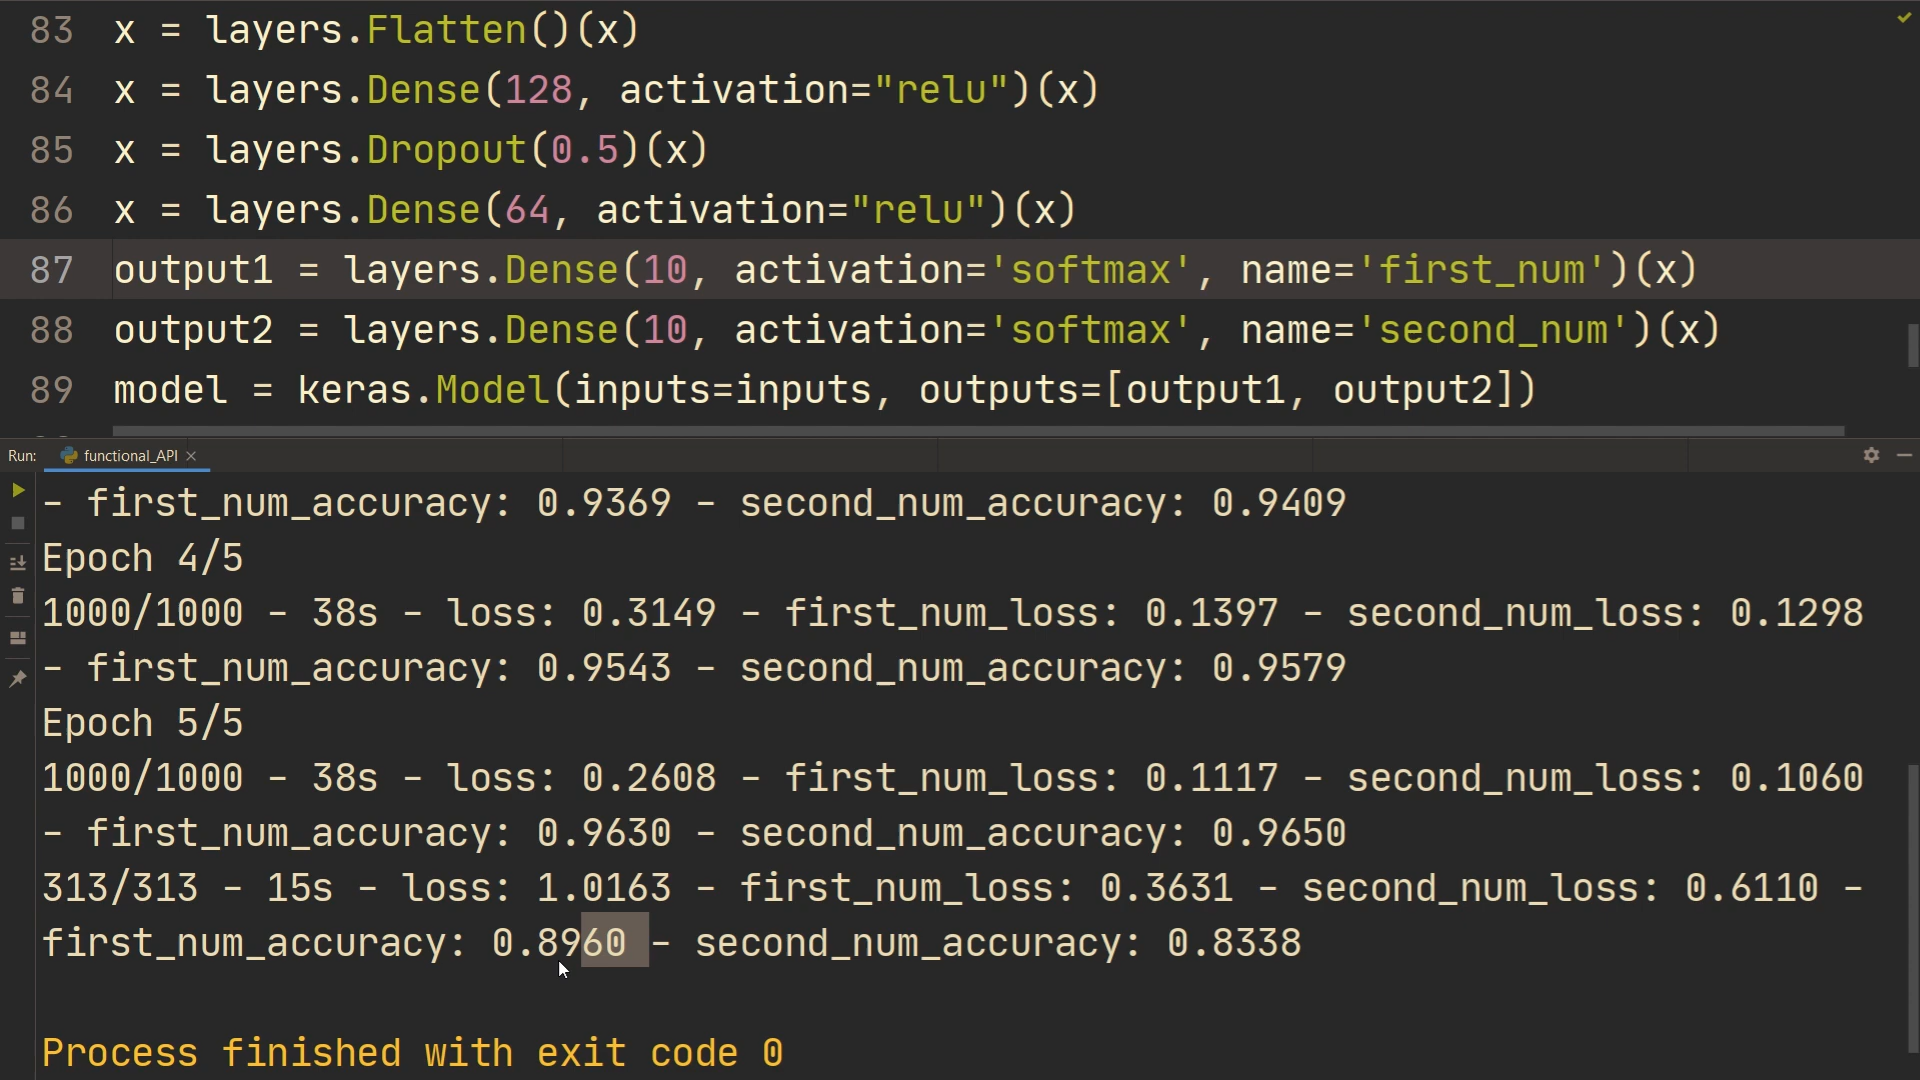 83 x = layers.Flatten()(x)
84 x = layers.Dense(128, activation="relu")(x)
85 x = layers.Dropout(0.5)(x)
86 x = layers.Dense(64, activation="relu")(x)
87 output1 = layers.Dense(10, activation='softmax', name='first_num')(x)
88 output2 = layers.Dense(10, activation='softmax', name='second_num')(x)
89 model = keras.Model(inputs=inputs, outputs=[output1, output2])
Run: functional_API
- first_num_accuracy: 0.9369 - second_num_accuracy: 0.9409
Epoch 4/5
1000/1000 - 38s - loss: 0.3149 - first_num_loss: 0.1397 - second_num_loss: 0.1298
- first_num_accuracy: 0.9543 - second_num_accuracy: 0.9579
Epoch 5/5
1000/1000 - 38s - loss: 0.2608 - first_num_loss: 0.1117 - second_num_loss: 0.1060
- first_num_accuracy: 0.9630 - second_num_accuracy: 0.9650
313/313 - 15s - loss: 1.0163 - first_num_loss: 0.3631 - second_num_loss: 0.6110 -
first_num_accuracy: 0.8960 - second_num_accuracy: 0.8338
Process finished with exit code 0